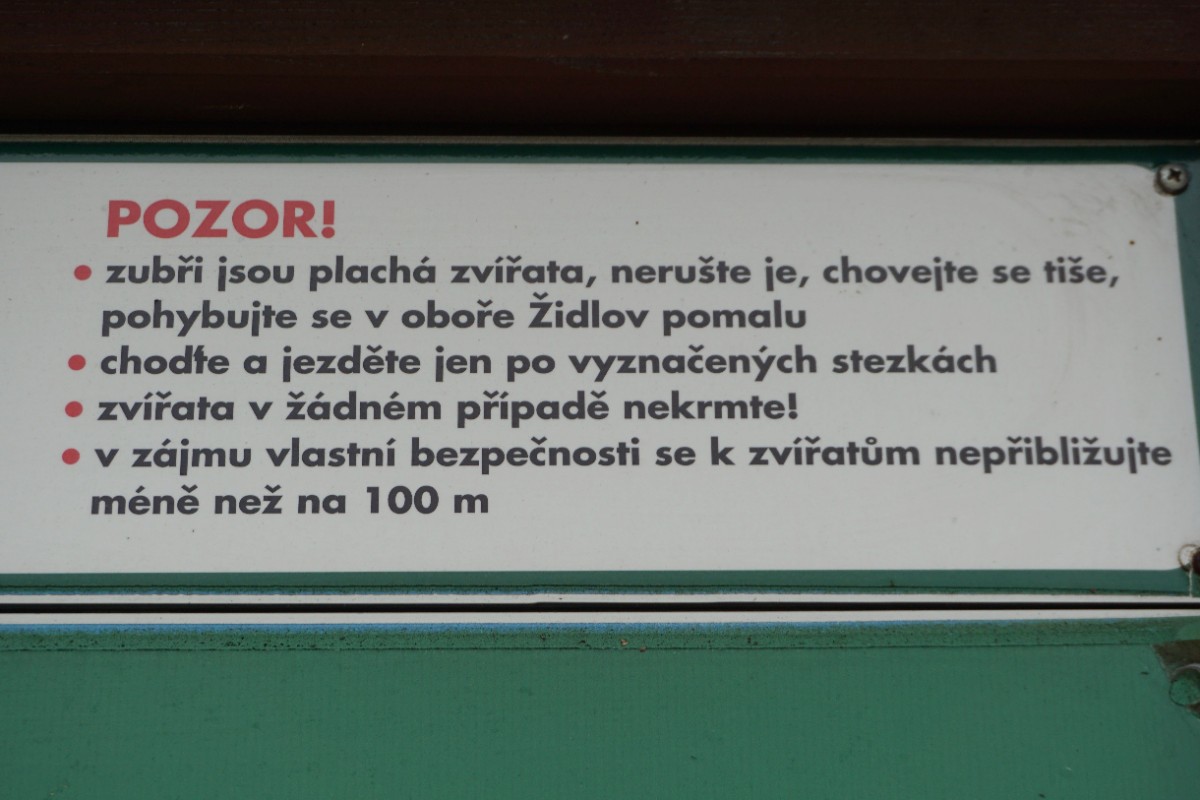 POZOR!
• zubři jsou plachá zvířata, nerušte je, chovejte se tiše,
pohybujte se v oboře Židlov pomalu
• choďte a jezděte jen po vyznačených stezkách
• zvířata v žádném případě nekrmte!
• v zájmu vlastní bezpečnosti se k zvířatům nepřibližujte
méně než na 100 m